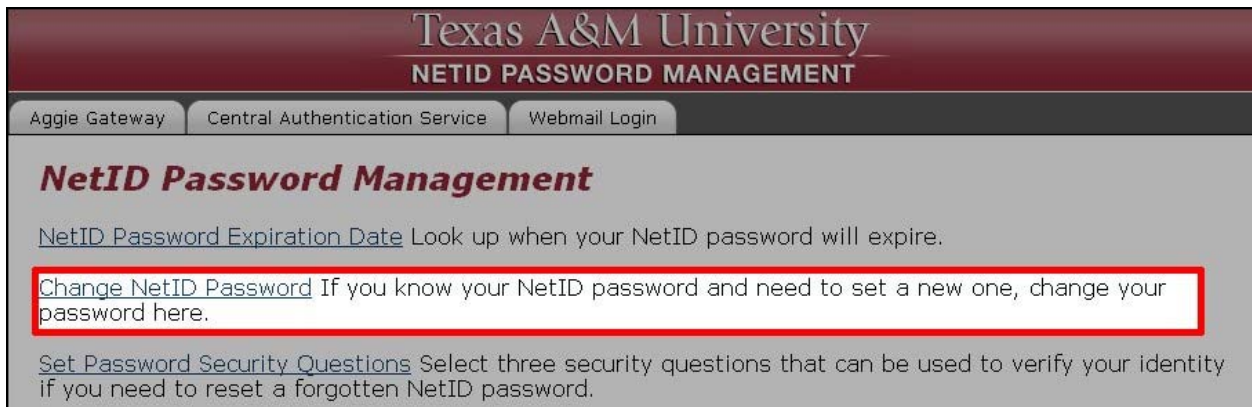 Texas A&M University
NETID PASSWORD MANAGEMENT
Aggie Gateway Central Authentication Service Webmail Login
NetID Password Management
NetID Password Expiration Date Look up when your NetID password will expire.
Change NetID Password If you know your NetID password and need to set a new one, change your
password here.
Set Password Security Questions Select three security questions that can be used to verify your identity
if you need to reset a forgotten NetID password.